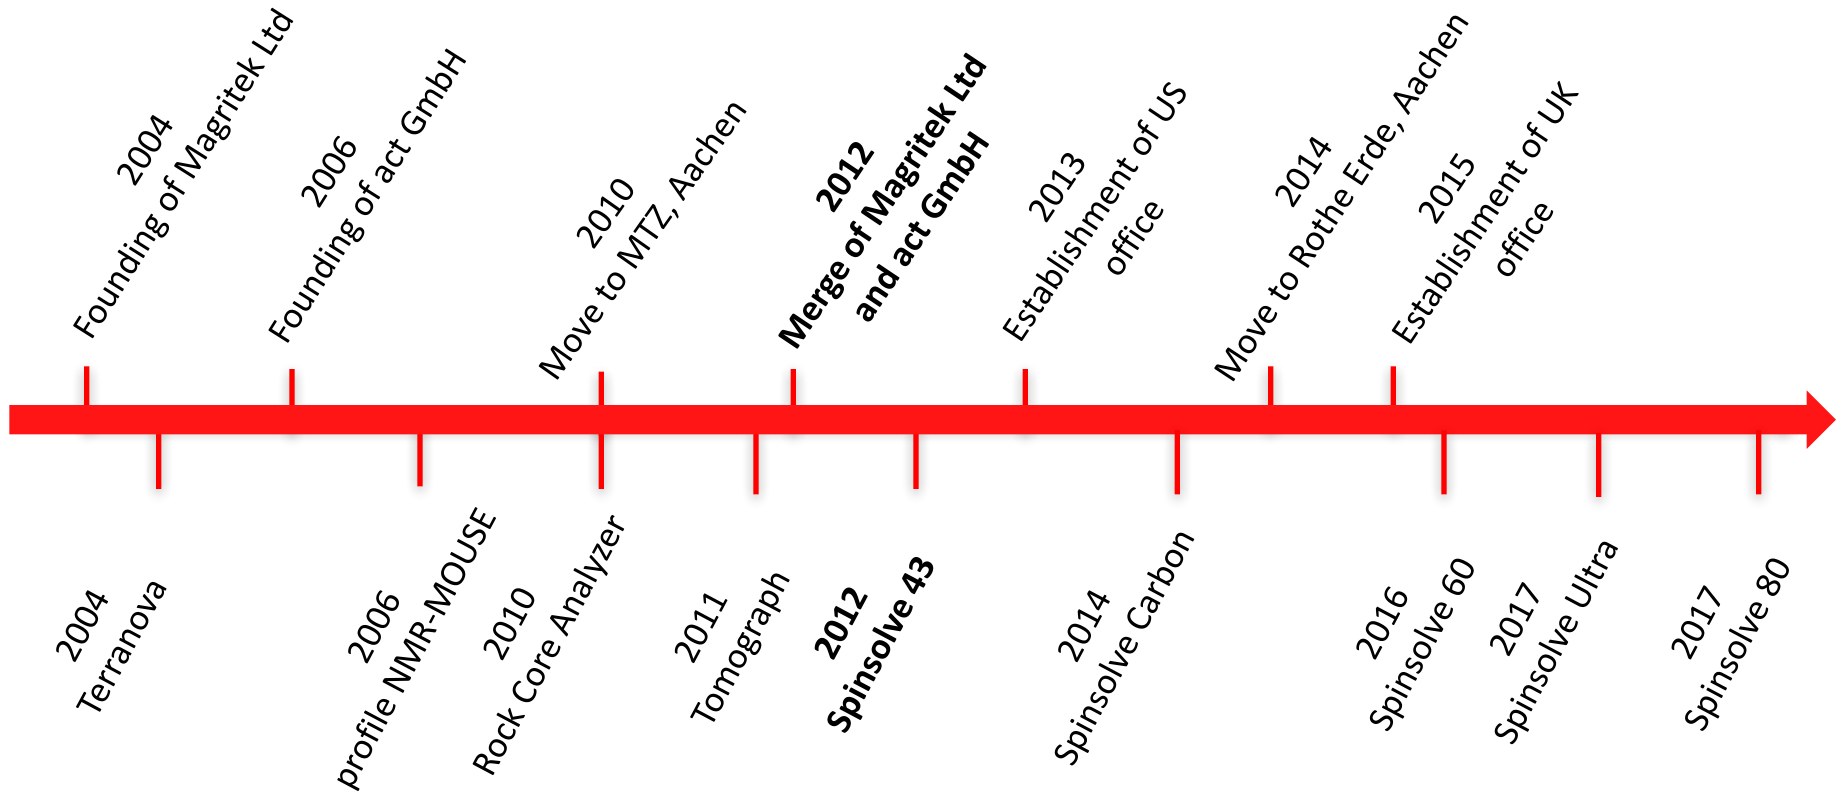 2004
Founding of Magritek Ltd
2006
Founding of act GmbH
2010
Move to MTZ, Aachen
2012
Merge of Magritek Ltd
and act GmbH
2013
Establishment of US
office
2014
Move to Rothe Erde, Aachen
2015
Establishment of UK
office
2004
Terranova
2006
profile NMR-MOUSE
2010
Rock Core Analyzer
2011
Tomograph
2012
Spinsolve 43
2014
Spinsolve Carbon
2016
Spinsolve 60
2017
Spinsolve Ultra
2017
Spinsolve 80